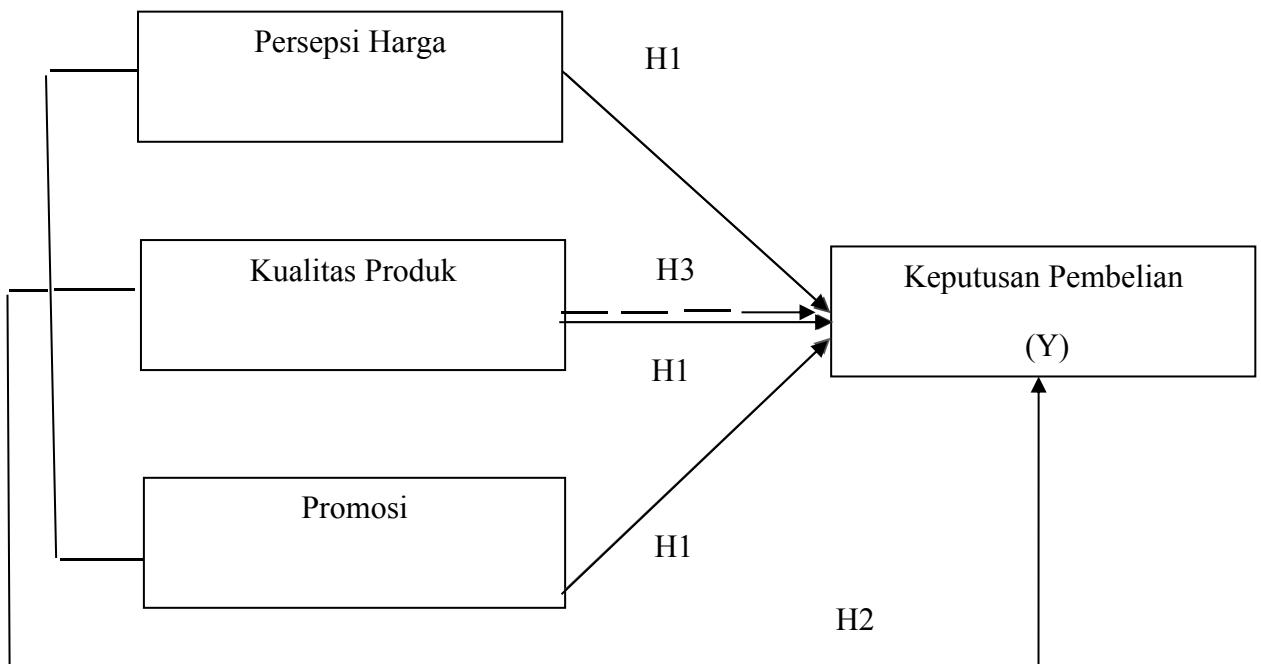 Persepsi Harga
H1
Kualitas Produk
H3
Keputusan Pembelian
(Y)
H1
Promosi
H1
H2